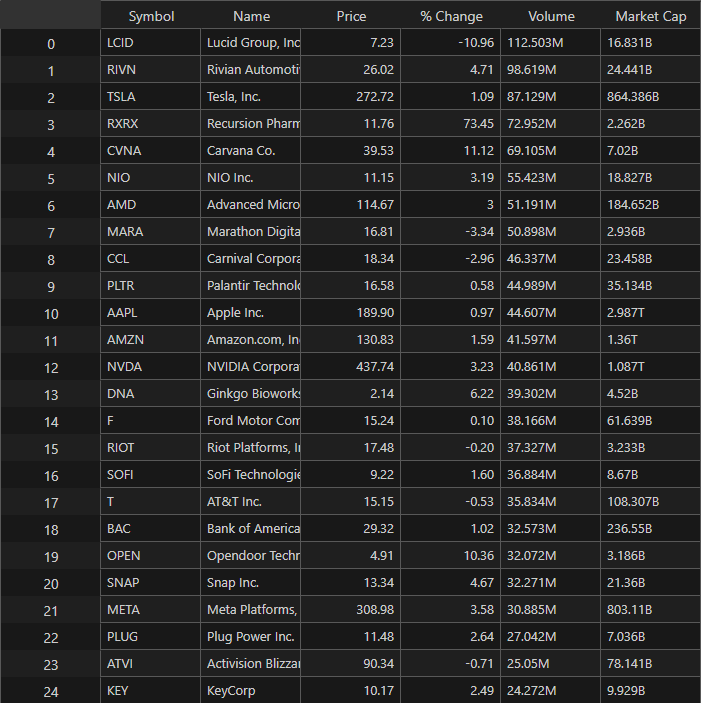 Symbol Name Price % Change Volume Market Cap
0 LCID Lucid Group, Inc 7.23 -10.96 112.503M 16.831B
1 RIVN Rivian Automoti 26.02 4.71 98.619M 24.441B
2 TSLA Tesla, Inc. 272.72 1.09 87.129M 864.386B
3 RXRX Recursion Pharm 11.76 73.45 72.952M 2.262B
4 CVNA Carvana Co. 39.53 11.12 69.105M 7.02B
5 NIO NIO Inc. 11.15 3.19 55.423M 18.827B
6 AMD Advanced Micro 114.67 3 51.191M 184.652B
7 MARA Marathon Digita 16.81 -3.34 50.898M 2.936B
8 CCL Carnival Corpora 18.34 -2.96 46.337M 23.458B
9 PLTR Palantir Technolo 16.58 0.58 44.989M 35.134B
10 AAPL Apple Inc. 189.90 0.97 44.607M 2.987T
11 AMZN Amazon.com, In 130.83 1.59 41.597M 1.36T
12 NVDA NVIDIA Corpora 437.74 3.23 40.861M 1.087T
13 DNA Ginkgo Bioworks 2.14 6.22 39.302M 4.52B
14 F Ford Motor Com 15.24 0.10 38.166M 61.639B
15 RIOT Riot Platforms, I 17.48 -0.20 37.327M 3.233B
16 SOFI SoFi Technologie 9.22 1.60 36.884M 8.67B
17 T AT&T Inc. 15.15 -0.53 35.834M 108.307B
18 BAC Bank of America 29.32 1.02 32.573M 236.55B
19 OPEN Opendoor Techn 4.91 10.36 32.072M 3.186B
20 SNAP Snap Inc. 13.34 4.67 32.271M 21.36B
21 META Meta Platforms, 308.98 3.58 30.885M 803.11B
22 PLUG Plug Power Inc. 11.48 2.64 27.042M 7.036B
23 ATVI Activision Blizzar 90.34 -0.71 25.05M 78.141B
24 KEY KeyCorp 10.17 2.49 24.272M 9.929B